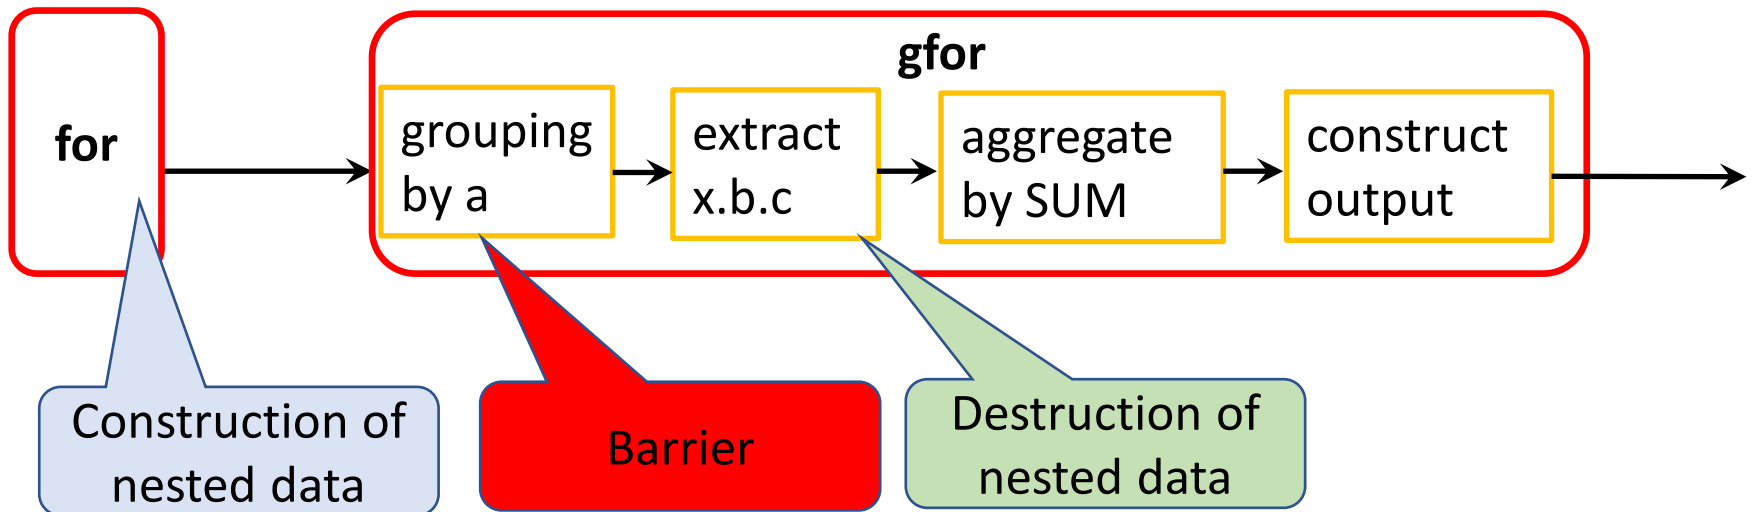 for
gfor
grouping
by a
extract
x.b.c
aggregate
by SUM
construct
output
Construction of
nested data
Barrier
Destruction of
nested data